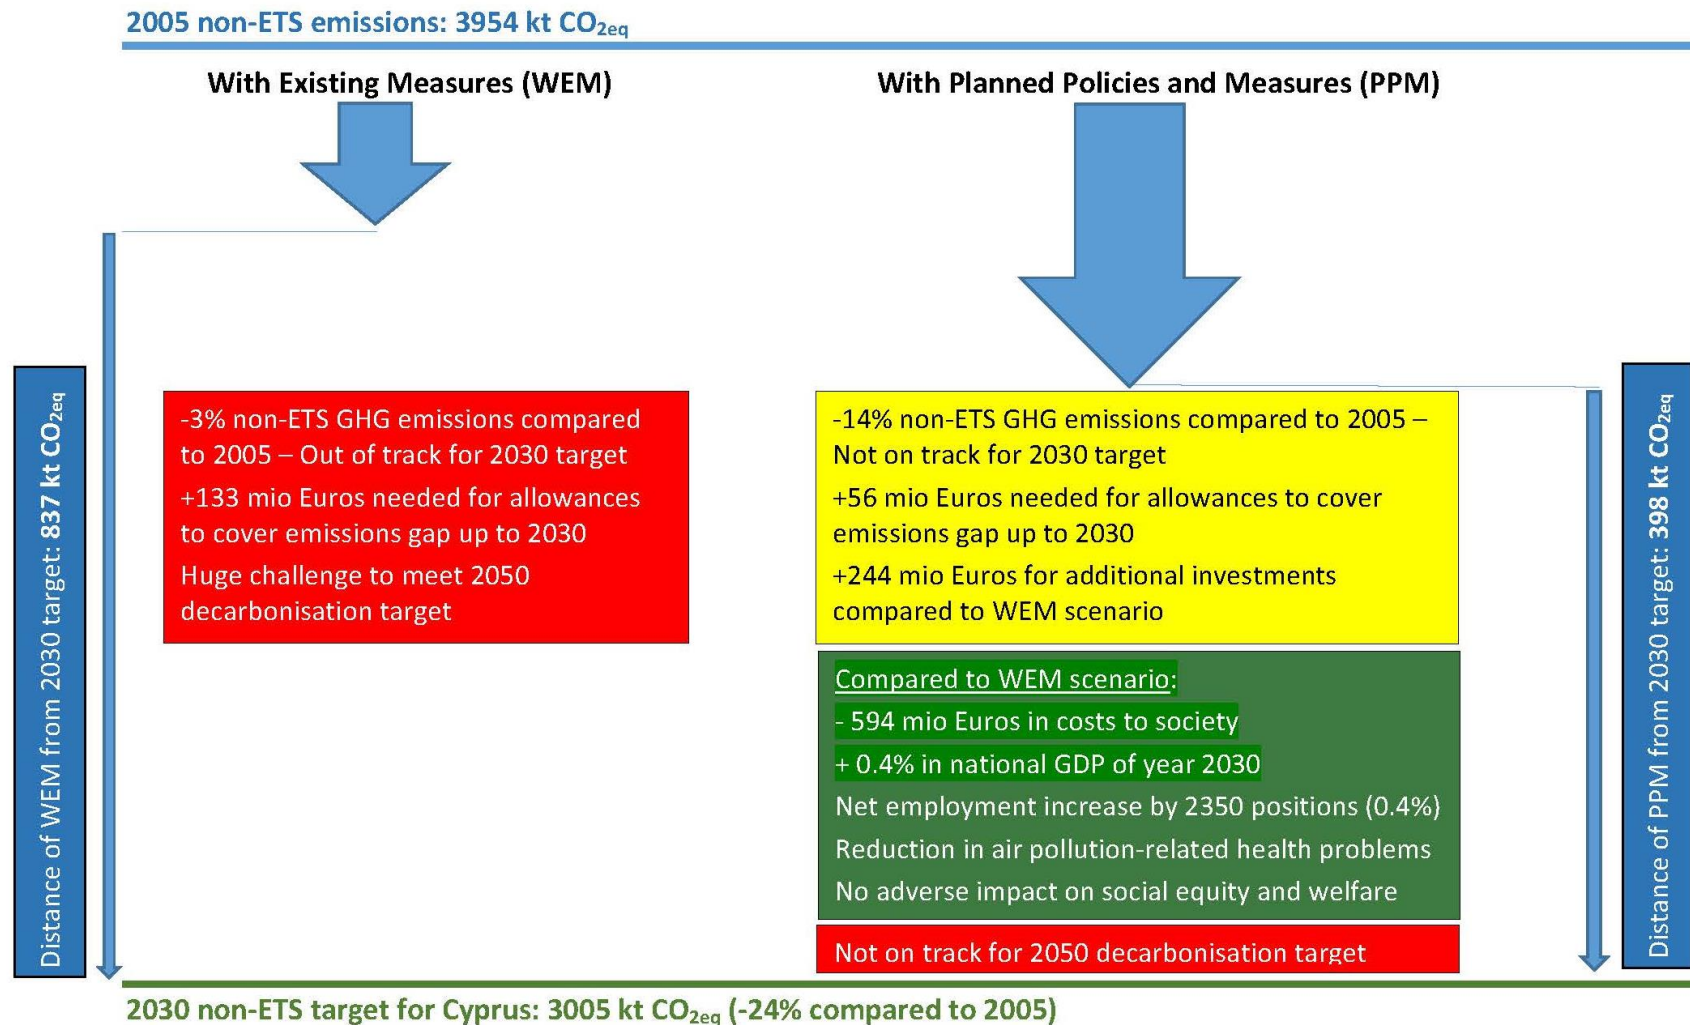 2005 non-ETS emissions: 3954 kt CO2eq
With Existing Measures (WEM)
With Planned Policies and Measures (PPM)
Distance of WEM from 2030 target: 837 kt CO2eq
-3% non-ETS GHG emissions compared
to 2005 – Out of track for 2030 target
+133 mio Euros needed for allowances
to cover emissions gap up to 2030
Huge challenge to meet 2050
decarbonisation target
-14% non-ETS GHG emissions compared to 2005 –
Not on track for 2030 target
+56 mio Euros needed for allowances to cover
emissions gap up to 2030
+244 mio Euros for additional investments
compared to WEM scenario
Compared to WEM scenario:
- 594 mio Euros in costs to society
+ 0.4% in national GDP of year 2030
Net employment increase by 2350 positions (0.4%)
Reduction in air pollution-related health problems
No adverse impact on social equity and welfare
Not on track for 2050 decarbonisation target
Distance of PPM from 2030 target: 398 kt CO2eq
2030 non-ETS target for Cyprus: 3005 kt CO2eq (-24% compared to 2005)